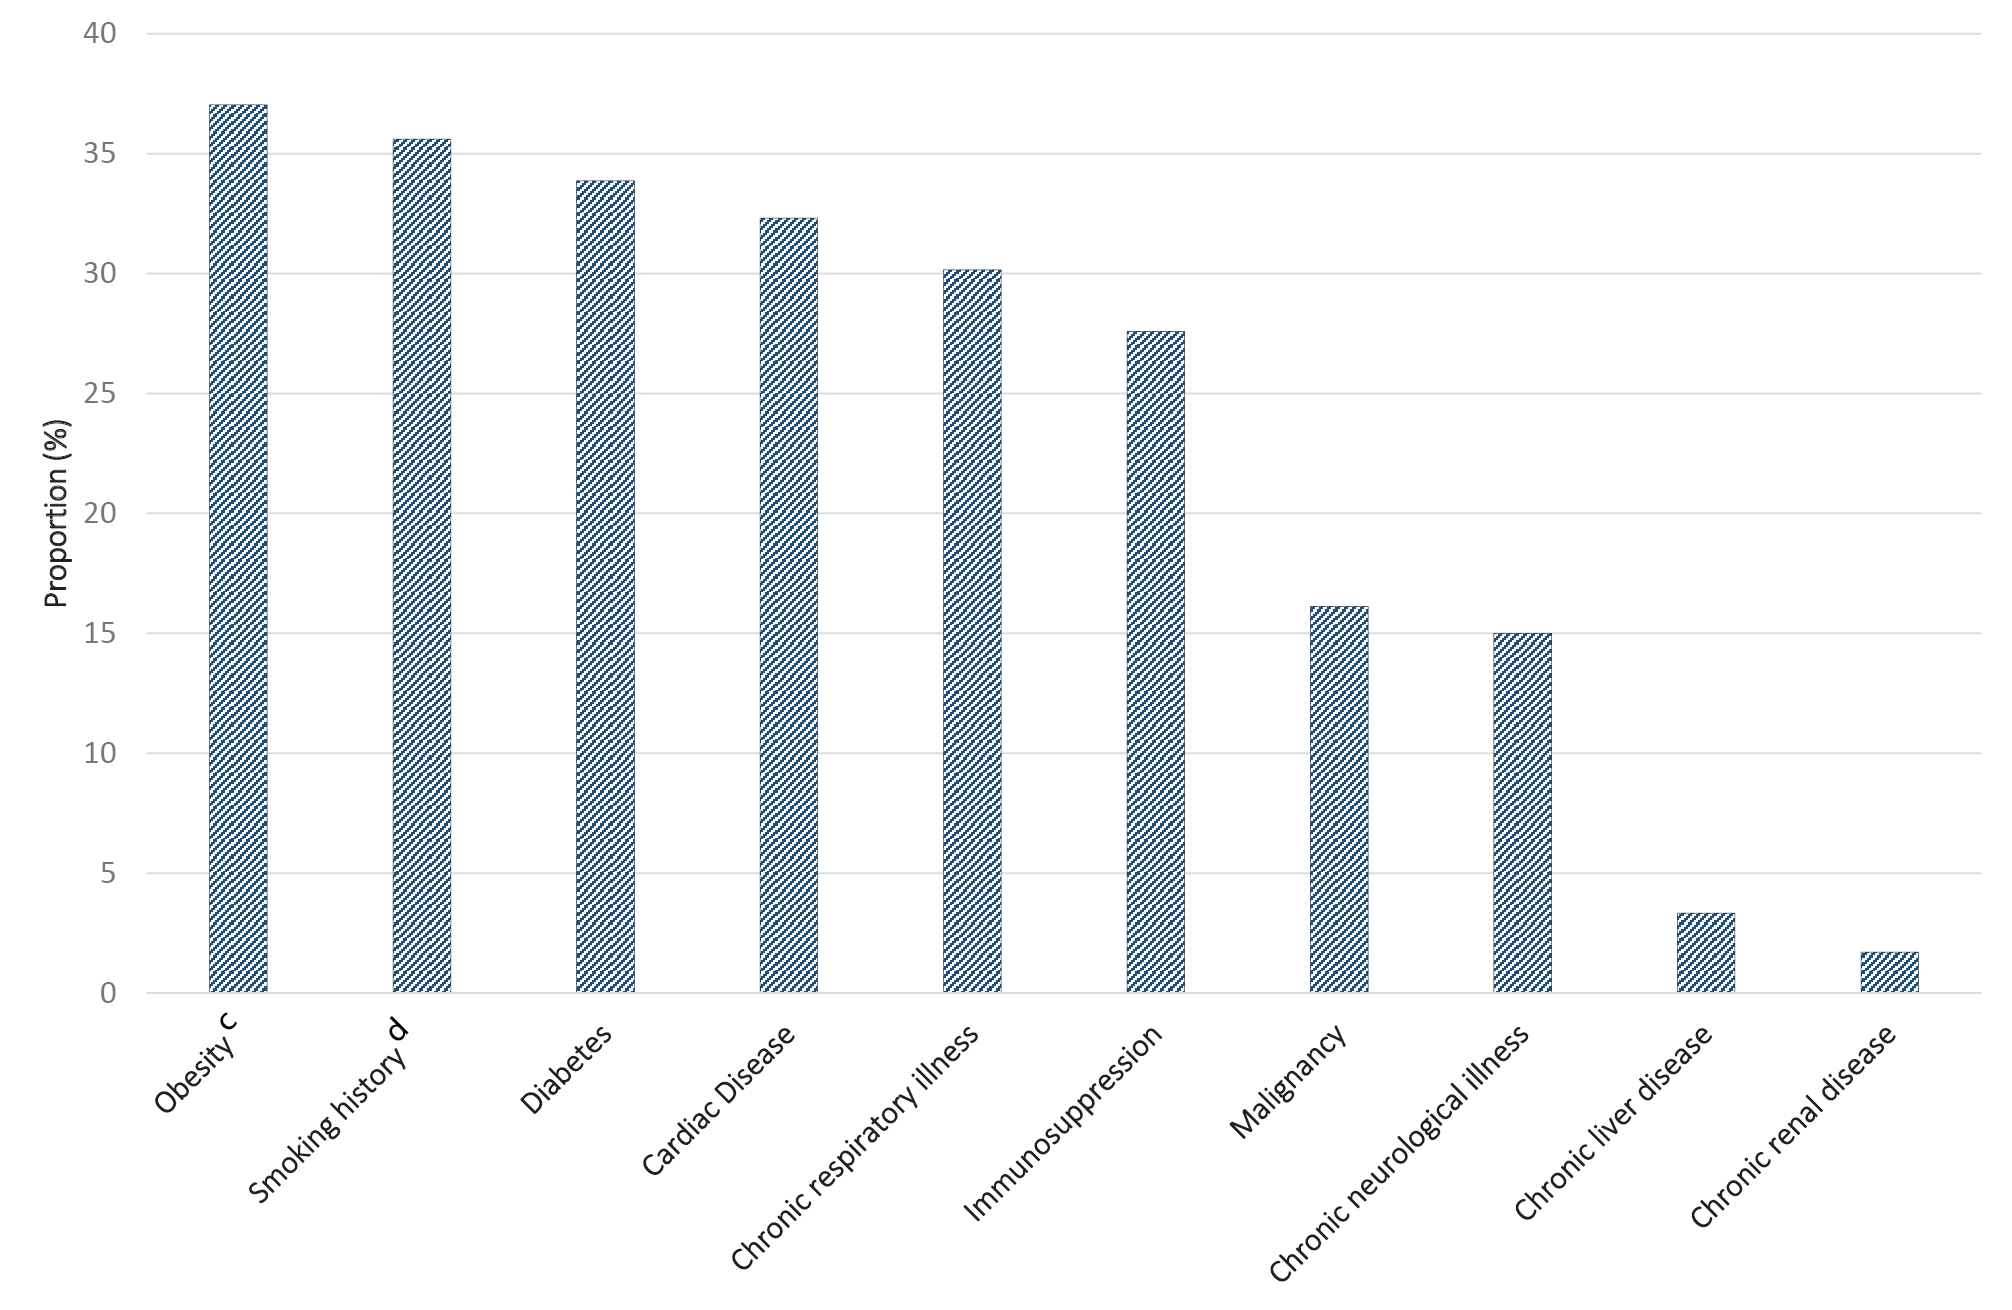 40
35
30
25
20
15
10
5
0
Proportion (%)
Obesity c
Smoking history d
Diabetes
Cardiac Disease
Chronic respiratory illness
Immunosuppression
Malignancy
Chronic neurological illness
Chronic liver disease
Chronic renal disease